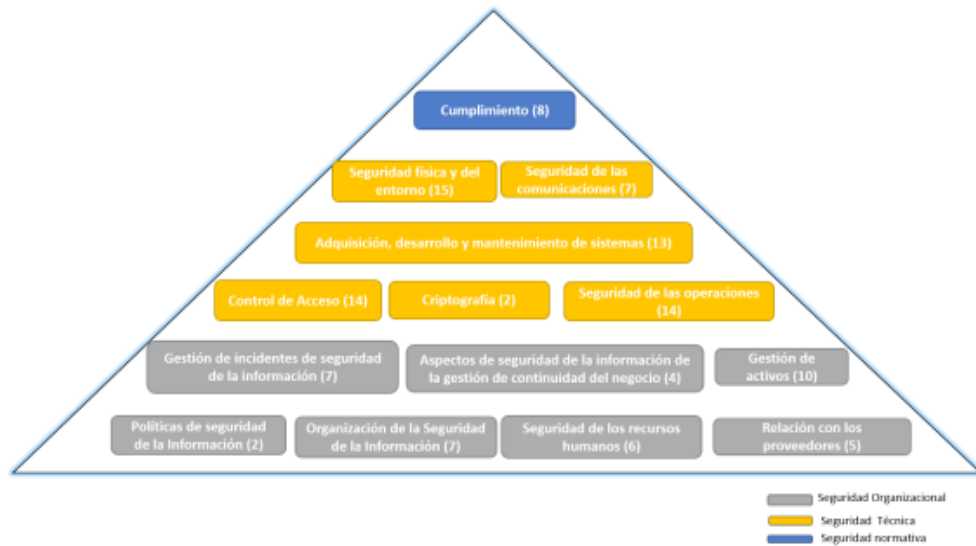 Cumplimiento (8)
Seguridad física y del
entorno (15)
Seguridad de las
comunicaciones (7)
Adquisición, desarrollo y mantenimiento de sistemas (13)
Control de Acceso (14)
Criptografía (2)
Seguridad de las operaciones
(14)
Gestión de incidentes de seguridad
de la información (7)
Aspectos de seguridad de la información de
la gestión de continuidad del negocio (4)
Gestión de
activos (10)
Políticas de seguridad
de la Información (2)
Organización de la Seguridad
de la Información (7)
Seguridad de los recursos
humanos (6)
Relación con los
proveedores (5)
Seguridad Organizacional
Seguridad Técnica
Seguridad normativa